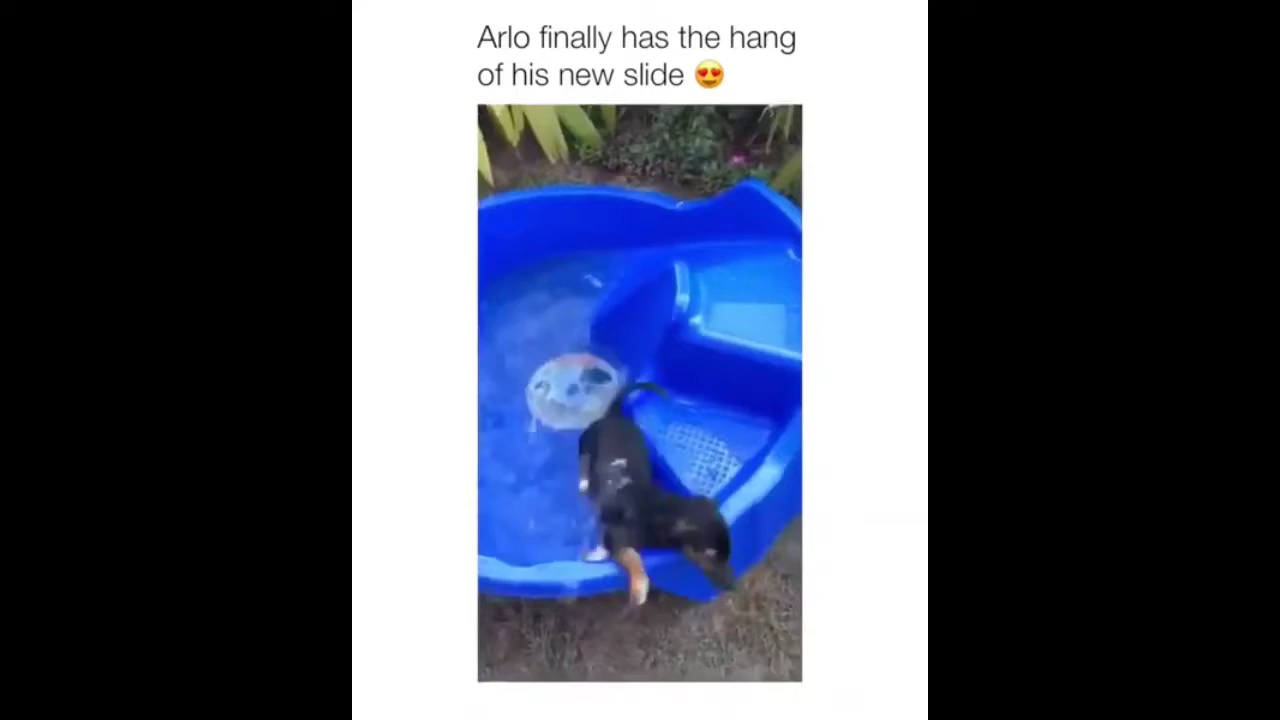 Arlo finally has the hang
of his new slide 😍